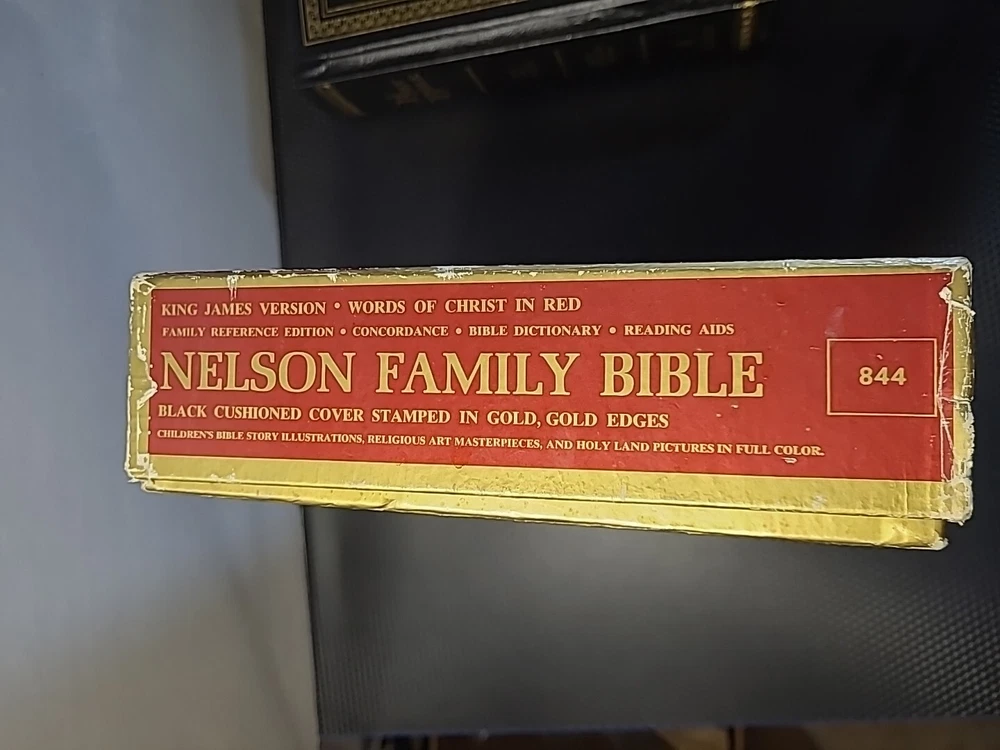 KING JAMES VERSION • WORDS OF CHRIST IN RED
FAMILY REFERENCE EDITION • CONCORDANCE • BIBLE DICTIONARY • READING AIDS
NELSON FAMILY BIBLE
844
BLACK CUSHIONED COVER STAMPED IN GOLD, GOLD EDGES
CHILDREN'S BIBLE STORY ILLUSTRATIONS, RELIGIOUS ART MASTERPIECES, AND HOLY LAND PICTURES IN FULL COLOR.